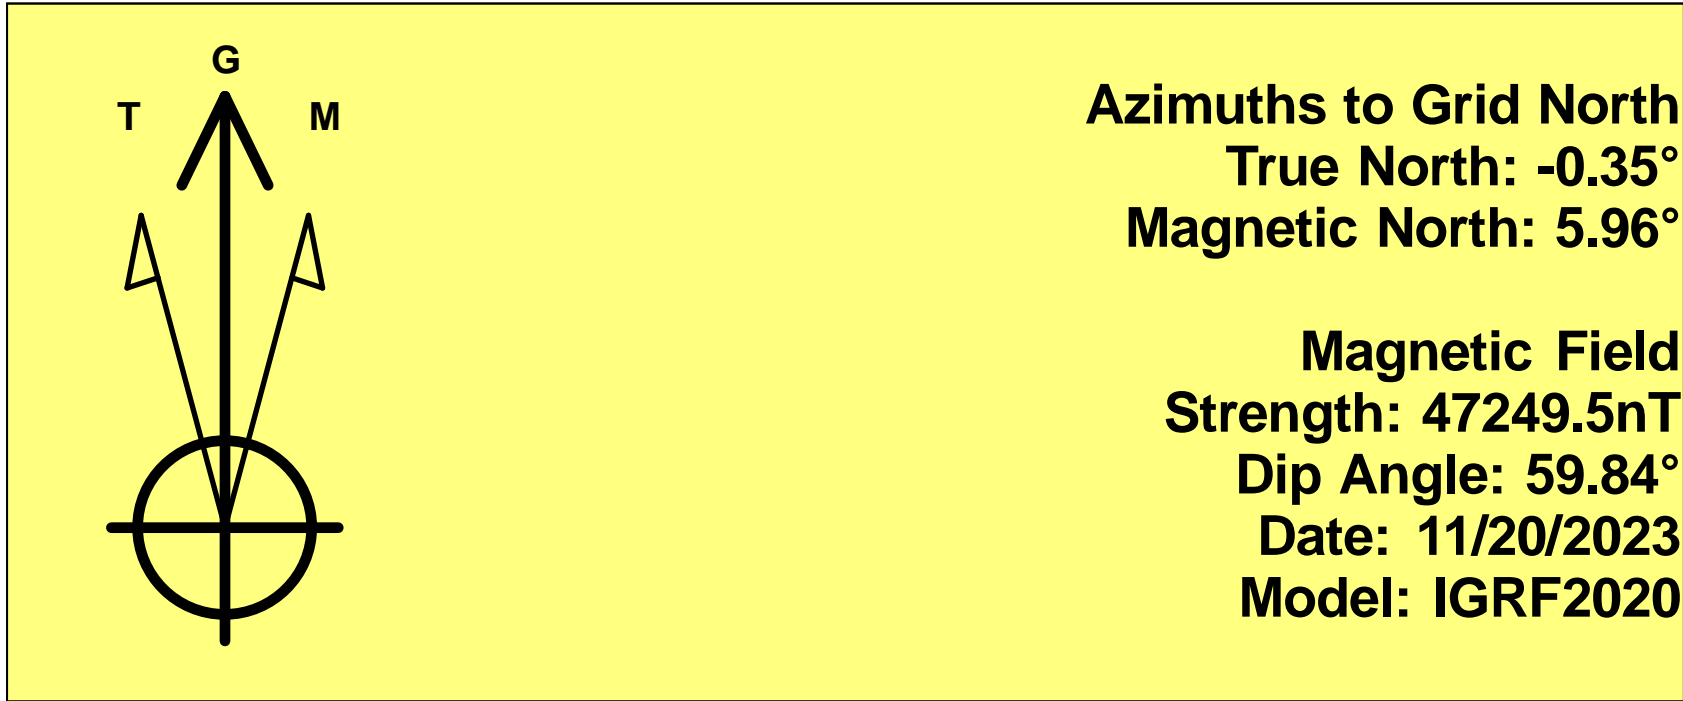 G
T
M
Azimuths to Grid North
True North: -0.35°
Magnetic North: 5.96°
Magnetic Field
Strength: 47249.5nT
Dip Angle: 59.84°
Date: 11/20/2023
Model: IGRF2020